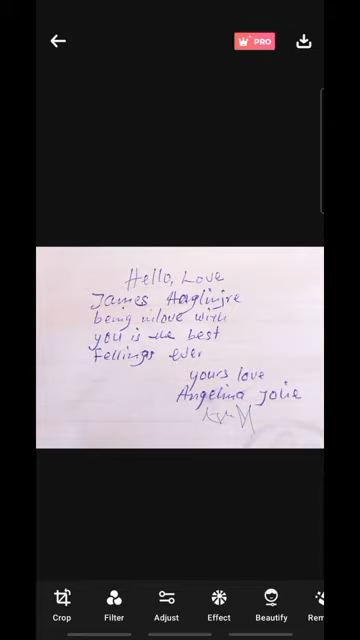 PRO
Hello, Love
James
being inlove with
you is the best
Fellings ever
yours love
Angelina Jolie
Crop
Filter
Adjust
Effect
Beautify
Rem